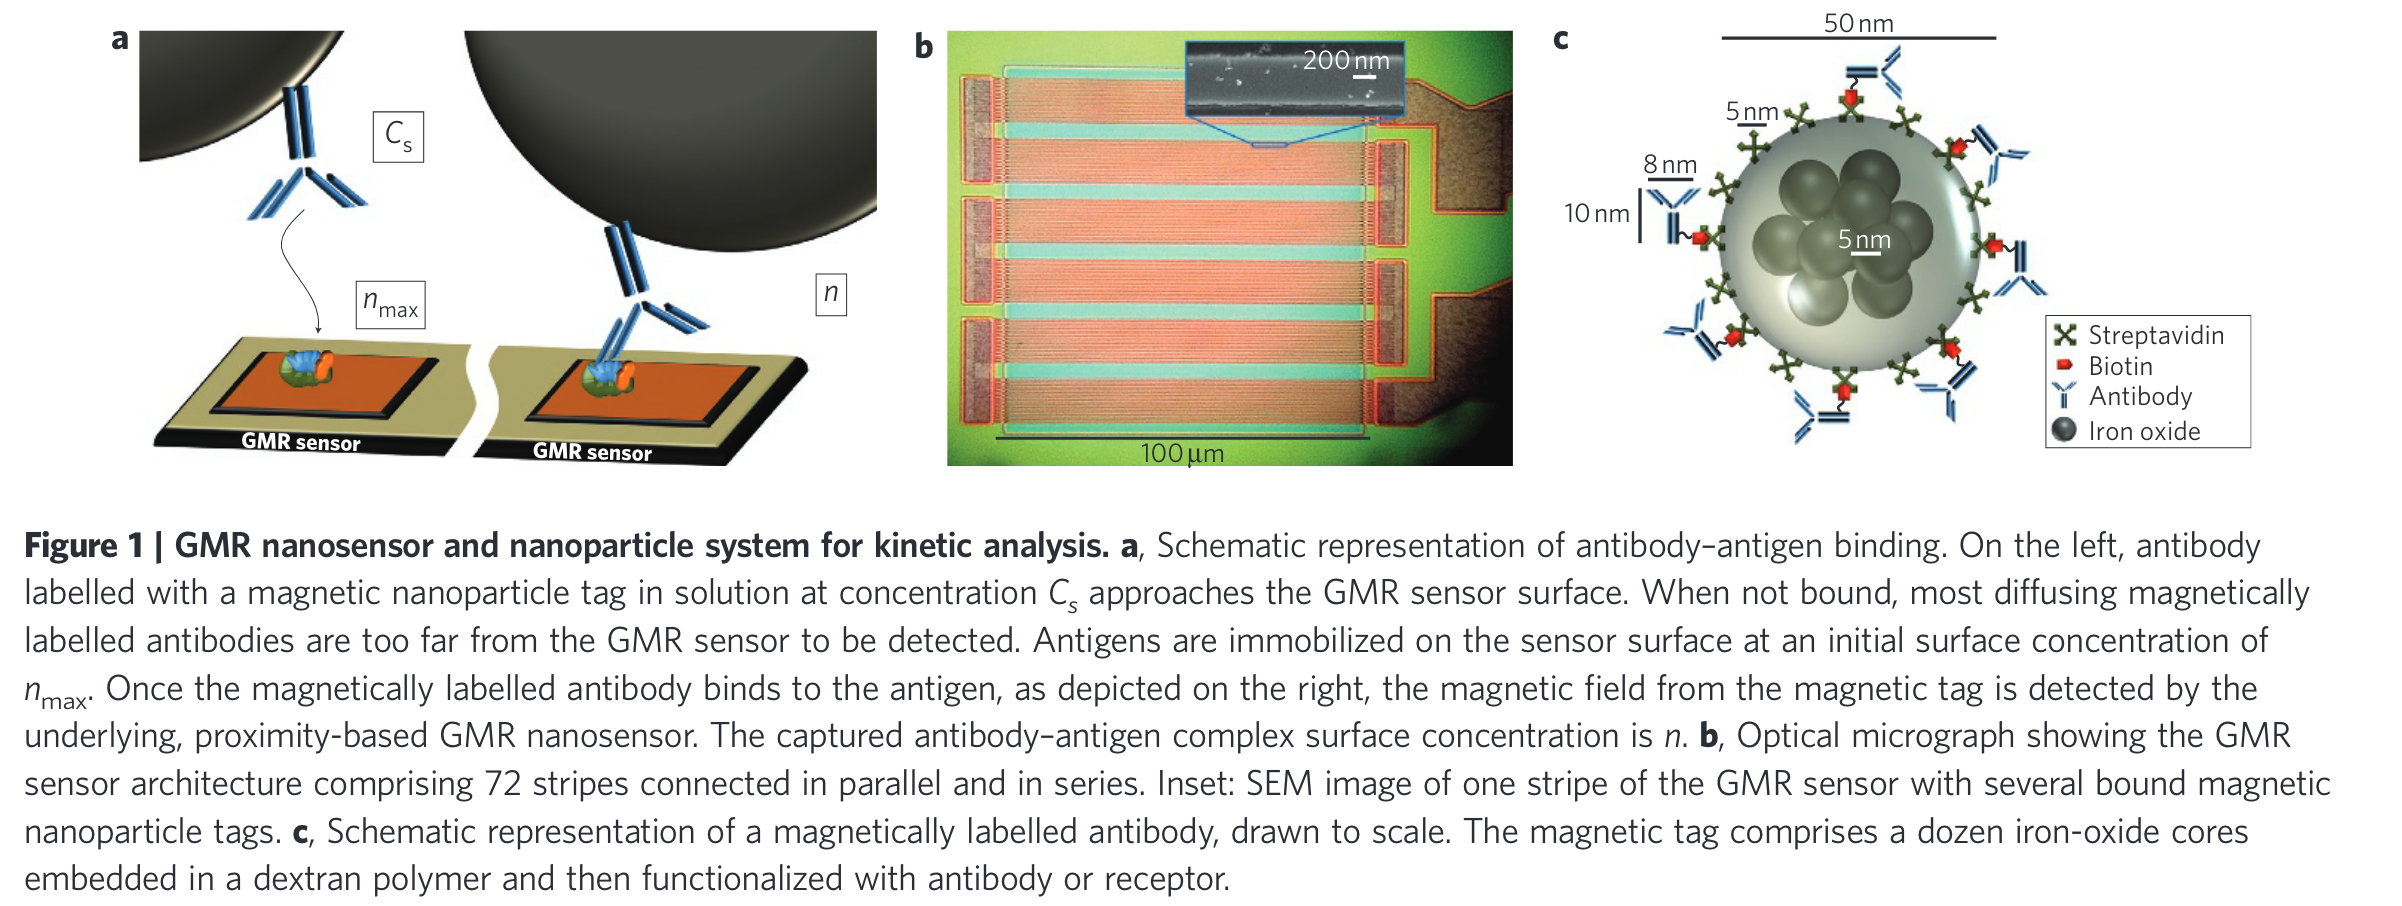 a
C_s
n_max
n
GMR sensor
GMR sensor
b
200 nm
100 µm
c
50 nm
5 nm
8 nm
10 nm
5 nm
Streptavidin
Biotin
Antibody
Iron oxide
Figure 1 | GMR nanosensor and nanoparticle system for kinetic analysis. a, Schematic representation of antibody–antigen binding. On the left, antibody
labelled with a magnetic nanoparticle tag in solution at concentration C_s approaches the GMR sensor surface. When not bound, most diffusing magnetically
labelled antibodies are too far from the GMR sensor to be detected. Antigens are immobilized on the sensor surface at an initial surface concentration of
n_max. Once the magnetically labelled antibody binds to the antigen, as depicted on the right, the magnetic field from the magnetic tag is detected by the
underlying, proximity-based GMR nanosensor. The captured antibody–antigen complex surface concentration is n. b, Optical micrograph showing the GMR
sensor architecture comprising 72 stripes connected in parallel and in series. Inset: SEM image of one stripe of the GMR sensor with several bound magnetic
nanoparticle tags. c, Schematic representation of a magnetically labelled antibody, drawn to scale. The magnetic tag comprises a dozen iron-oxide cores
embedded in a dextran polymer and then functionalized with antibody or receptor.